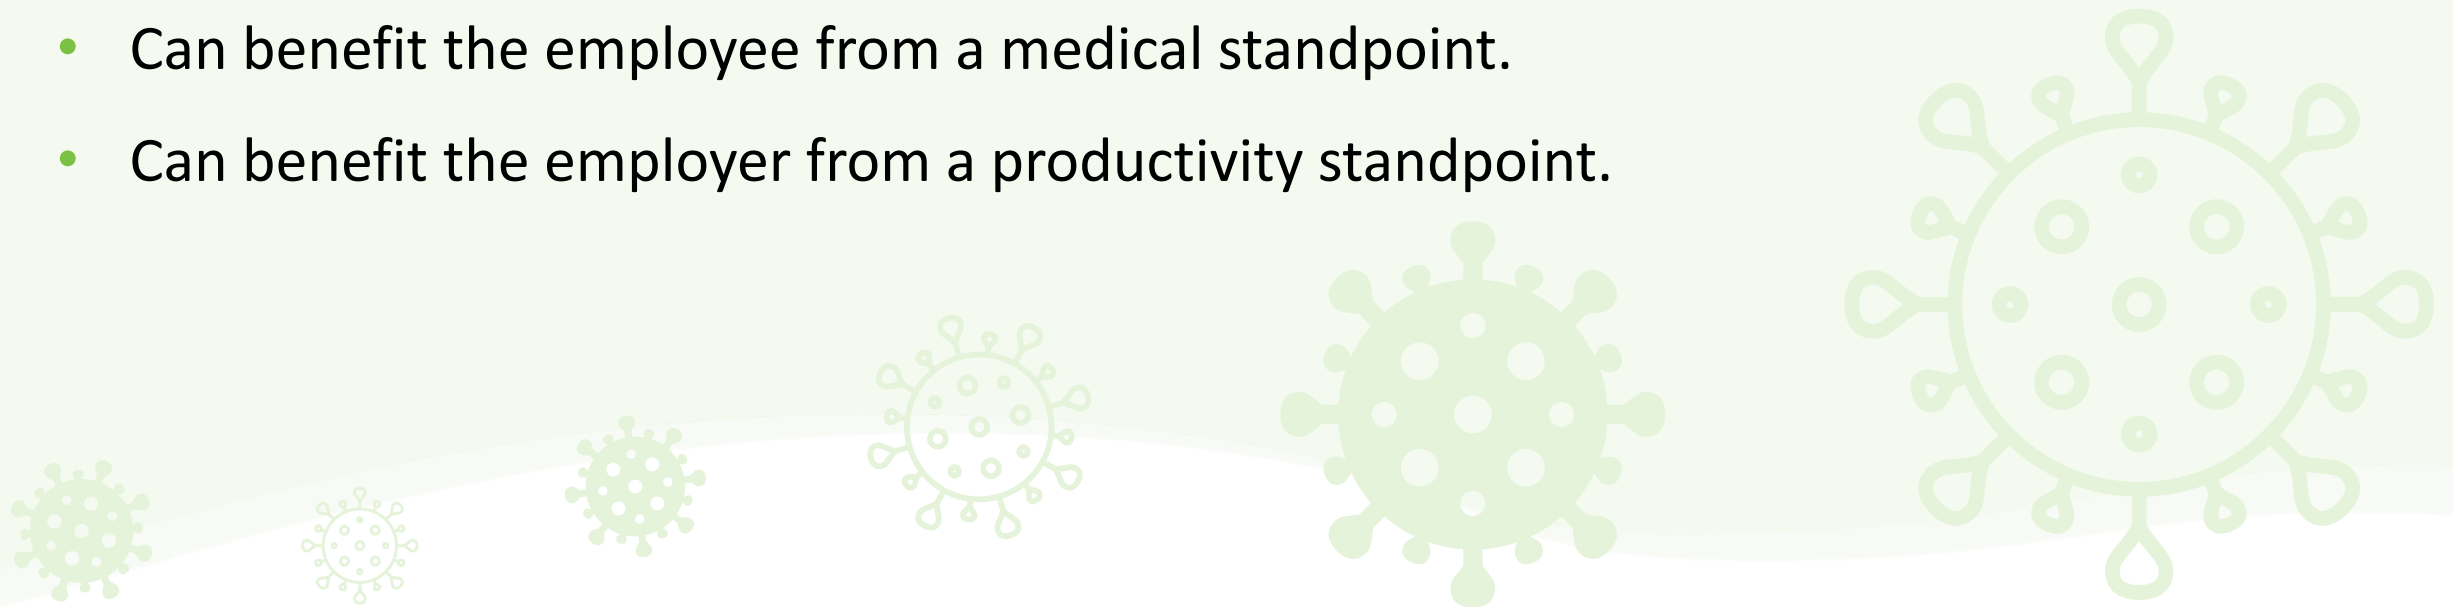 • Can benefit the employee from a medical standpoint.
• Can benefit the employer from a productivity standpoint.